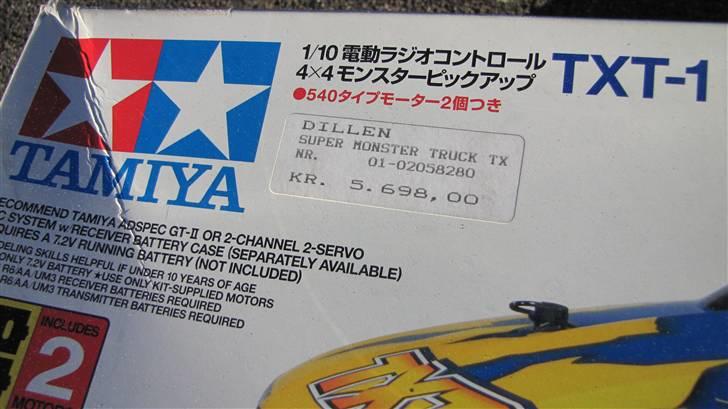 1/10 電動ラジオコントロール
4×4モンスターピックアップ
TXT-1
●540タイプモーター2個つき
TAMIYA
DILLEN
SUPER MONSTER TRUCK TX
NR. 01-02058280
KR. 5.698,00
RECOMMEND TAMIYA ADSPEC GT-II OR 2-CHANNEL 2-SERVO
SYSTEM w/RECEIVER BATTERY CASE (SEPARATELY AVAILABLE)
A 7.2V RUNNING BATTERY (NOT INCLUDED)
SKILLS HELPFUL IF UNDER 10 YEARS OF AGE
ONLY 7.2V BATTERY ★USE ONLY KIT-SUPPLIED MOTORS
R6/AA/UM3 RECEIVER BATTERIES REQUIRED
R6/AA/UM3 TRANSMITTER BATTERIES REQUIRED
INCLUDES
2